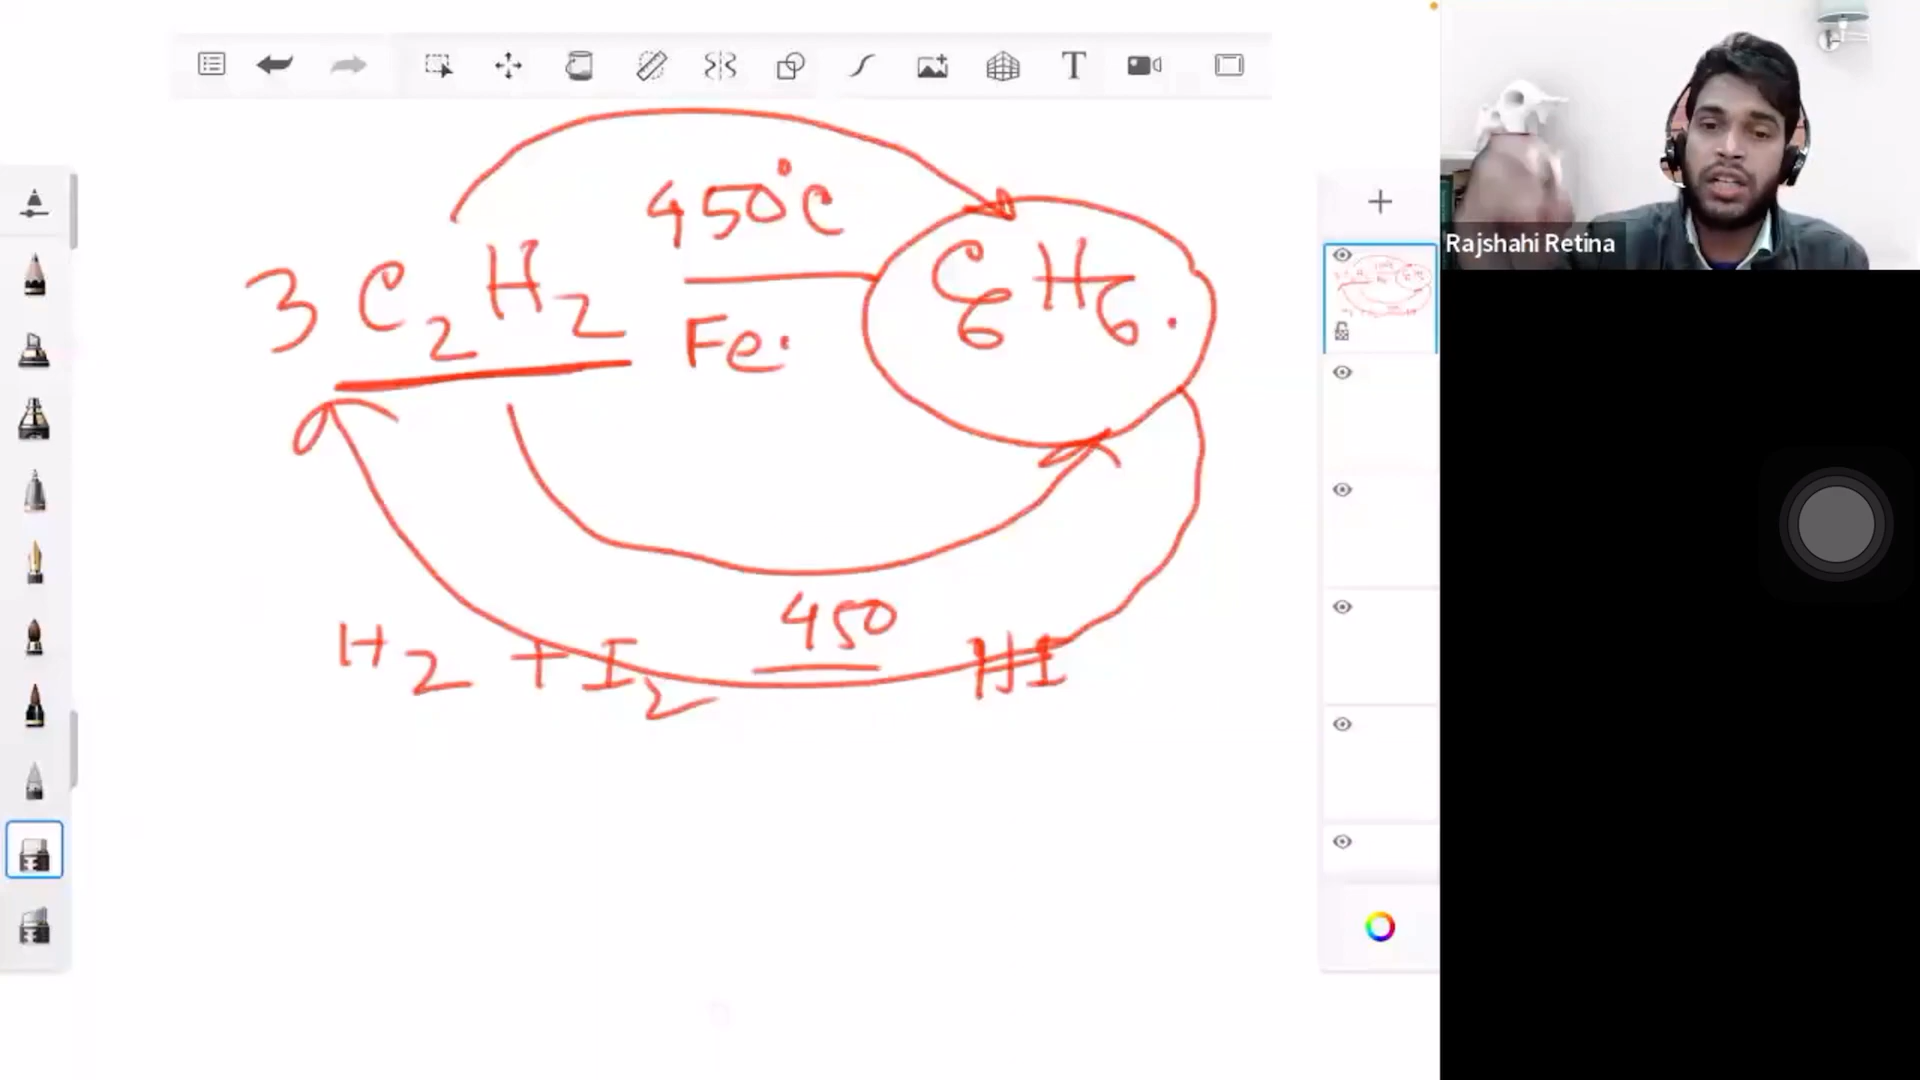 450°C
3C₂H₂ C₆H₆.
Fe.
450
H₂ + I₂ HI
Rajshahi Retina